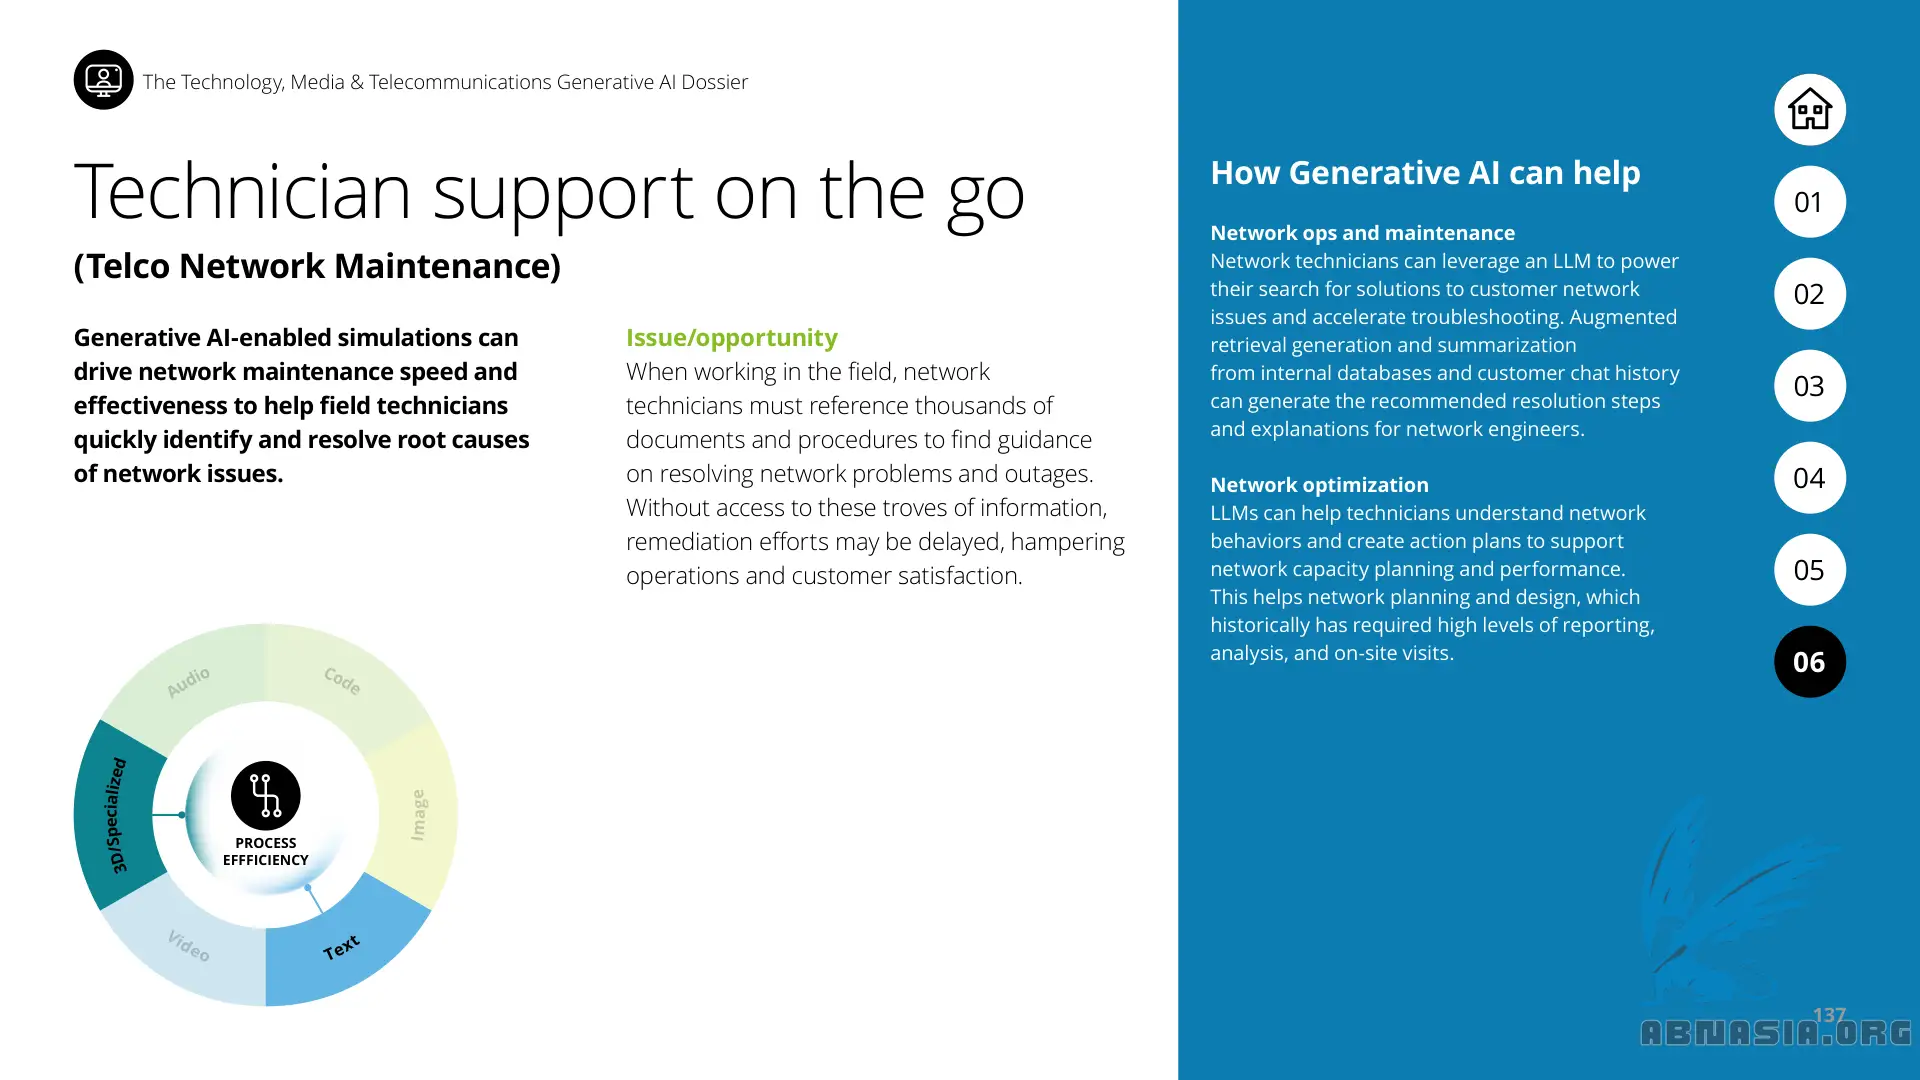 The Technology, Media & Telecommunications Generative AI Dossier
Technician support on the go
(Telco Network Maintenance)
Generative AI-enabled simulations can
drive network maintenance speed and
effectiveness to help field technicians
quickly identify and resolve root causes
of network issues.
Issue/opportunity
When working in the field, network
technicians must reference thousands of
documents and procedures to find guidance
on resolving network problems and outages.
Without access to these troves of information,
remediation efforts may be delayed, hampering
operations and customer satisfaction.
Audio
Code
3D/Specialized
Image
Video
Text
PROCESS
EFFFICIENCY
How Generative AI can help
Network ops and maintenance
Network technicians can leverage an LLM to power
their search for solutions to customer network
issues and accelerate troubleshooting. Augmented
retrieval generation and summarization
from internal databases and customer chat history
can generate the recommended resolution steps
and explanations for network engineers.
Network optimization
LLMs can help technicians understand network
behaviors and create action plans to support
network capacity planning and performance.
This helps network planning and design, which
historically has required high levels of reporting,
analysis, and on-site visits.
01
02
03
04
05
06
137
ABNASIA.ORG